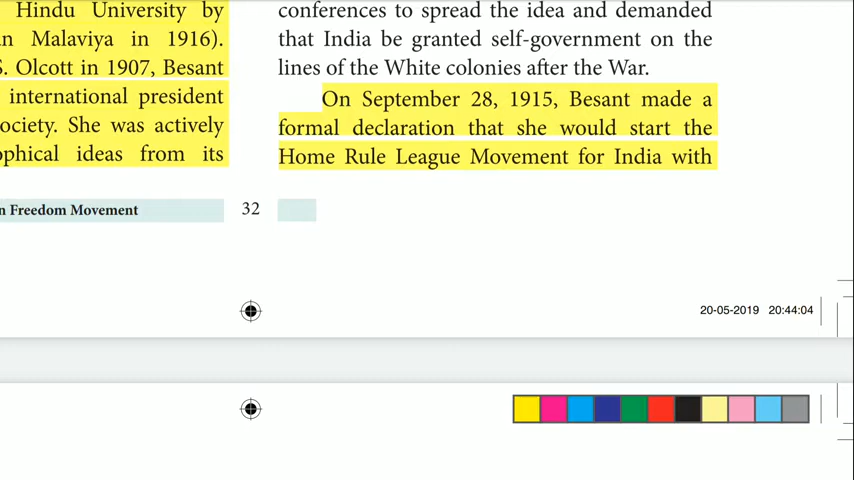 Hindu University by
Malaviya in 1916).
Olcott in 1907, Besant
international president
She was actively
ideas from its
conferences to spread the idea and demanded
that India be granted self-government on the
lines of the White colonies after the War.
On September 28, 1915, Besant made a
formal declaration that she would start the
Home Rule League Movement for India with
Freedom Movement
32
20-05-2019 20:44:04